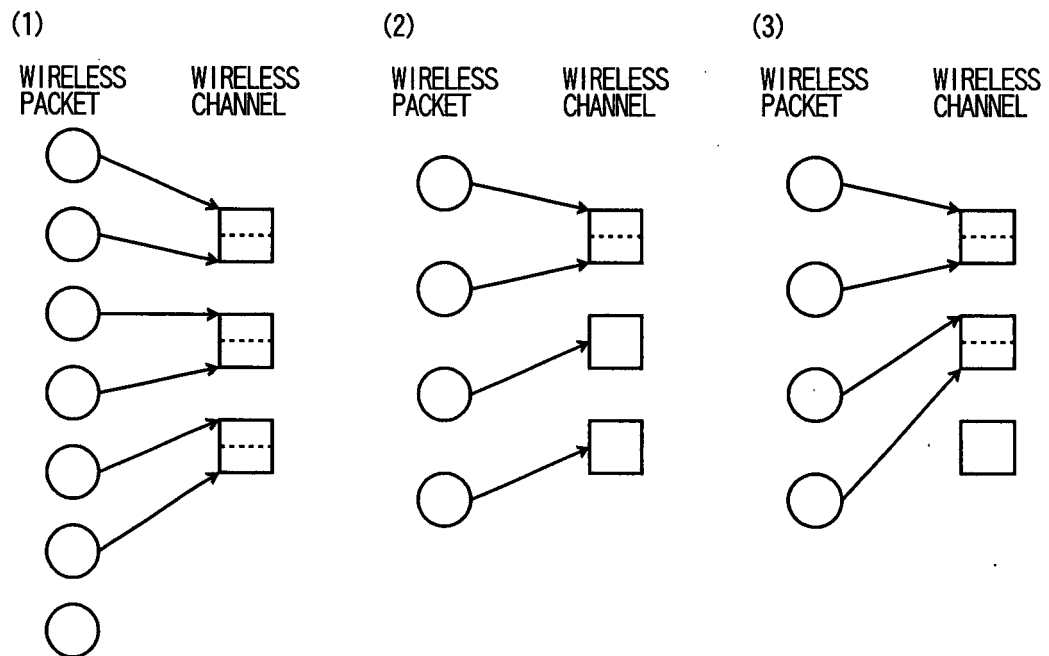 (1)
WIRELESS PACKET
WIRELESS CHANNEL
(2)
WIRELESS PACKET
WIRELESS CHANNEL
(3)
WIRELESS PACKET
WIRELESS CHANNEL